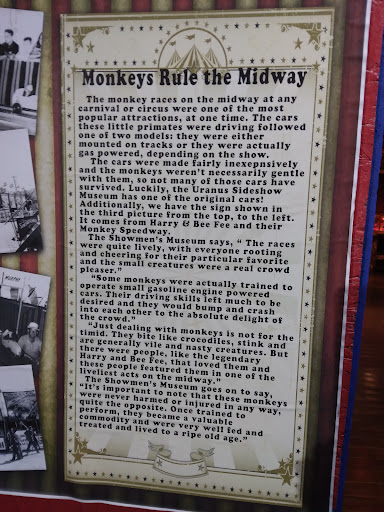 Monkeys Rule the Midway
The monkey races on the midway at any
carnival or circus were one of the most
popular attractions, at one time. The cars
these little primates were driving followed
one of two models: they were either
mounted on tracks or they were actually
gas powered, depending on the show.
The cars were made fairly inexpensively
and the monkeys weren't necessarily gentle
with them, so not many of those cars have
survived. Luckily, the Uranus Sideshow
Museum has one of the original cars!
Additionally, we have the sign shown in
the third picture from the top, to the left.
It comes from Harry & Bee Fee and their
Monkey Speedway.
The Showmen's Museum says, " The races
were quite lively, with everyone rooting
and cheering for their particular favorite
and the small creatures were a real crowd
pleaser."
"Some monkeys were actually trained to
operate small gasoline engine powered
cars. Their driving skills left much to be
desired and they would bump and crash
into each other to the absolute delight of
the crowd."
"Just dealing with monkeys is not for the
timid. They bite like crocodiles, stink and
are generally vile and nasty creatures. But
there were people, like the legendary
Harry and Bee Fee, that loved them and
these people featured them in one of the
liveliest acts on the midway."
The Showmen's Museum goes on to say,
"It's important to note that these monkeys
were never harmed or injured in any way,
quite the opposite. Once trained to
perform, they became a valuable
commodity and were very well fed and
treated and lived to a ripe old age,"